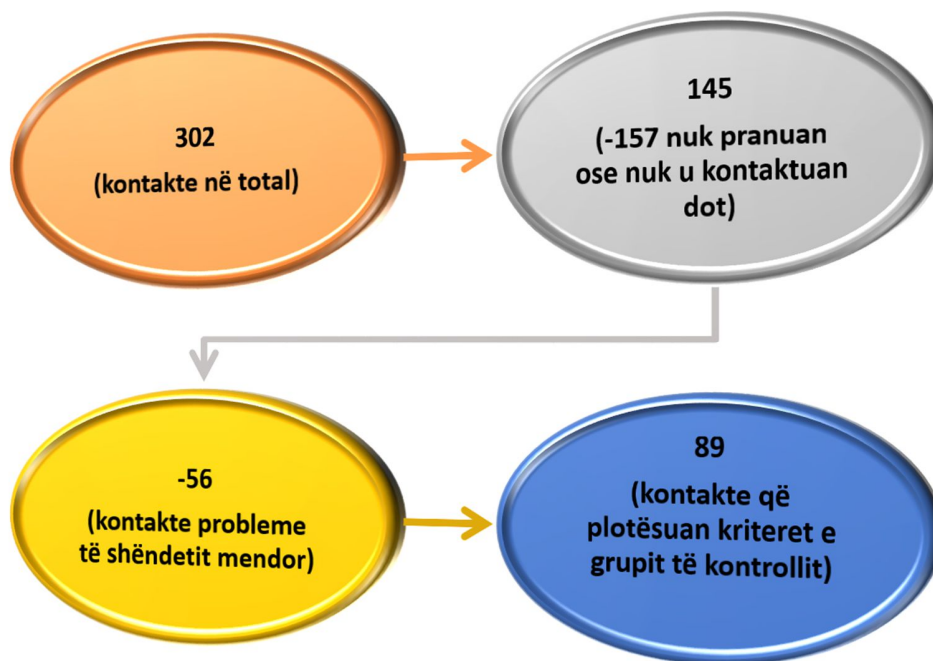 302
(kontakte në total)
145
(-157 nuk pranuan
ose nuk u kontaktuan
dot)
-56
(kontakte probleme
të shëndetit mendor)
89
(kontakte që
plotësuan kriteret e
grupit të kontrollit)